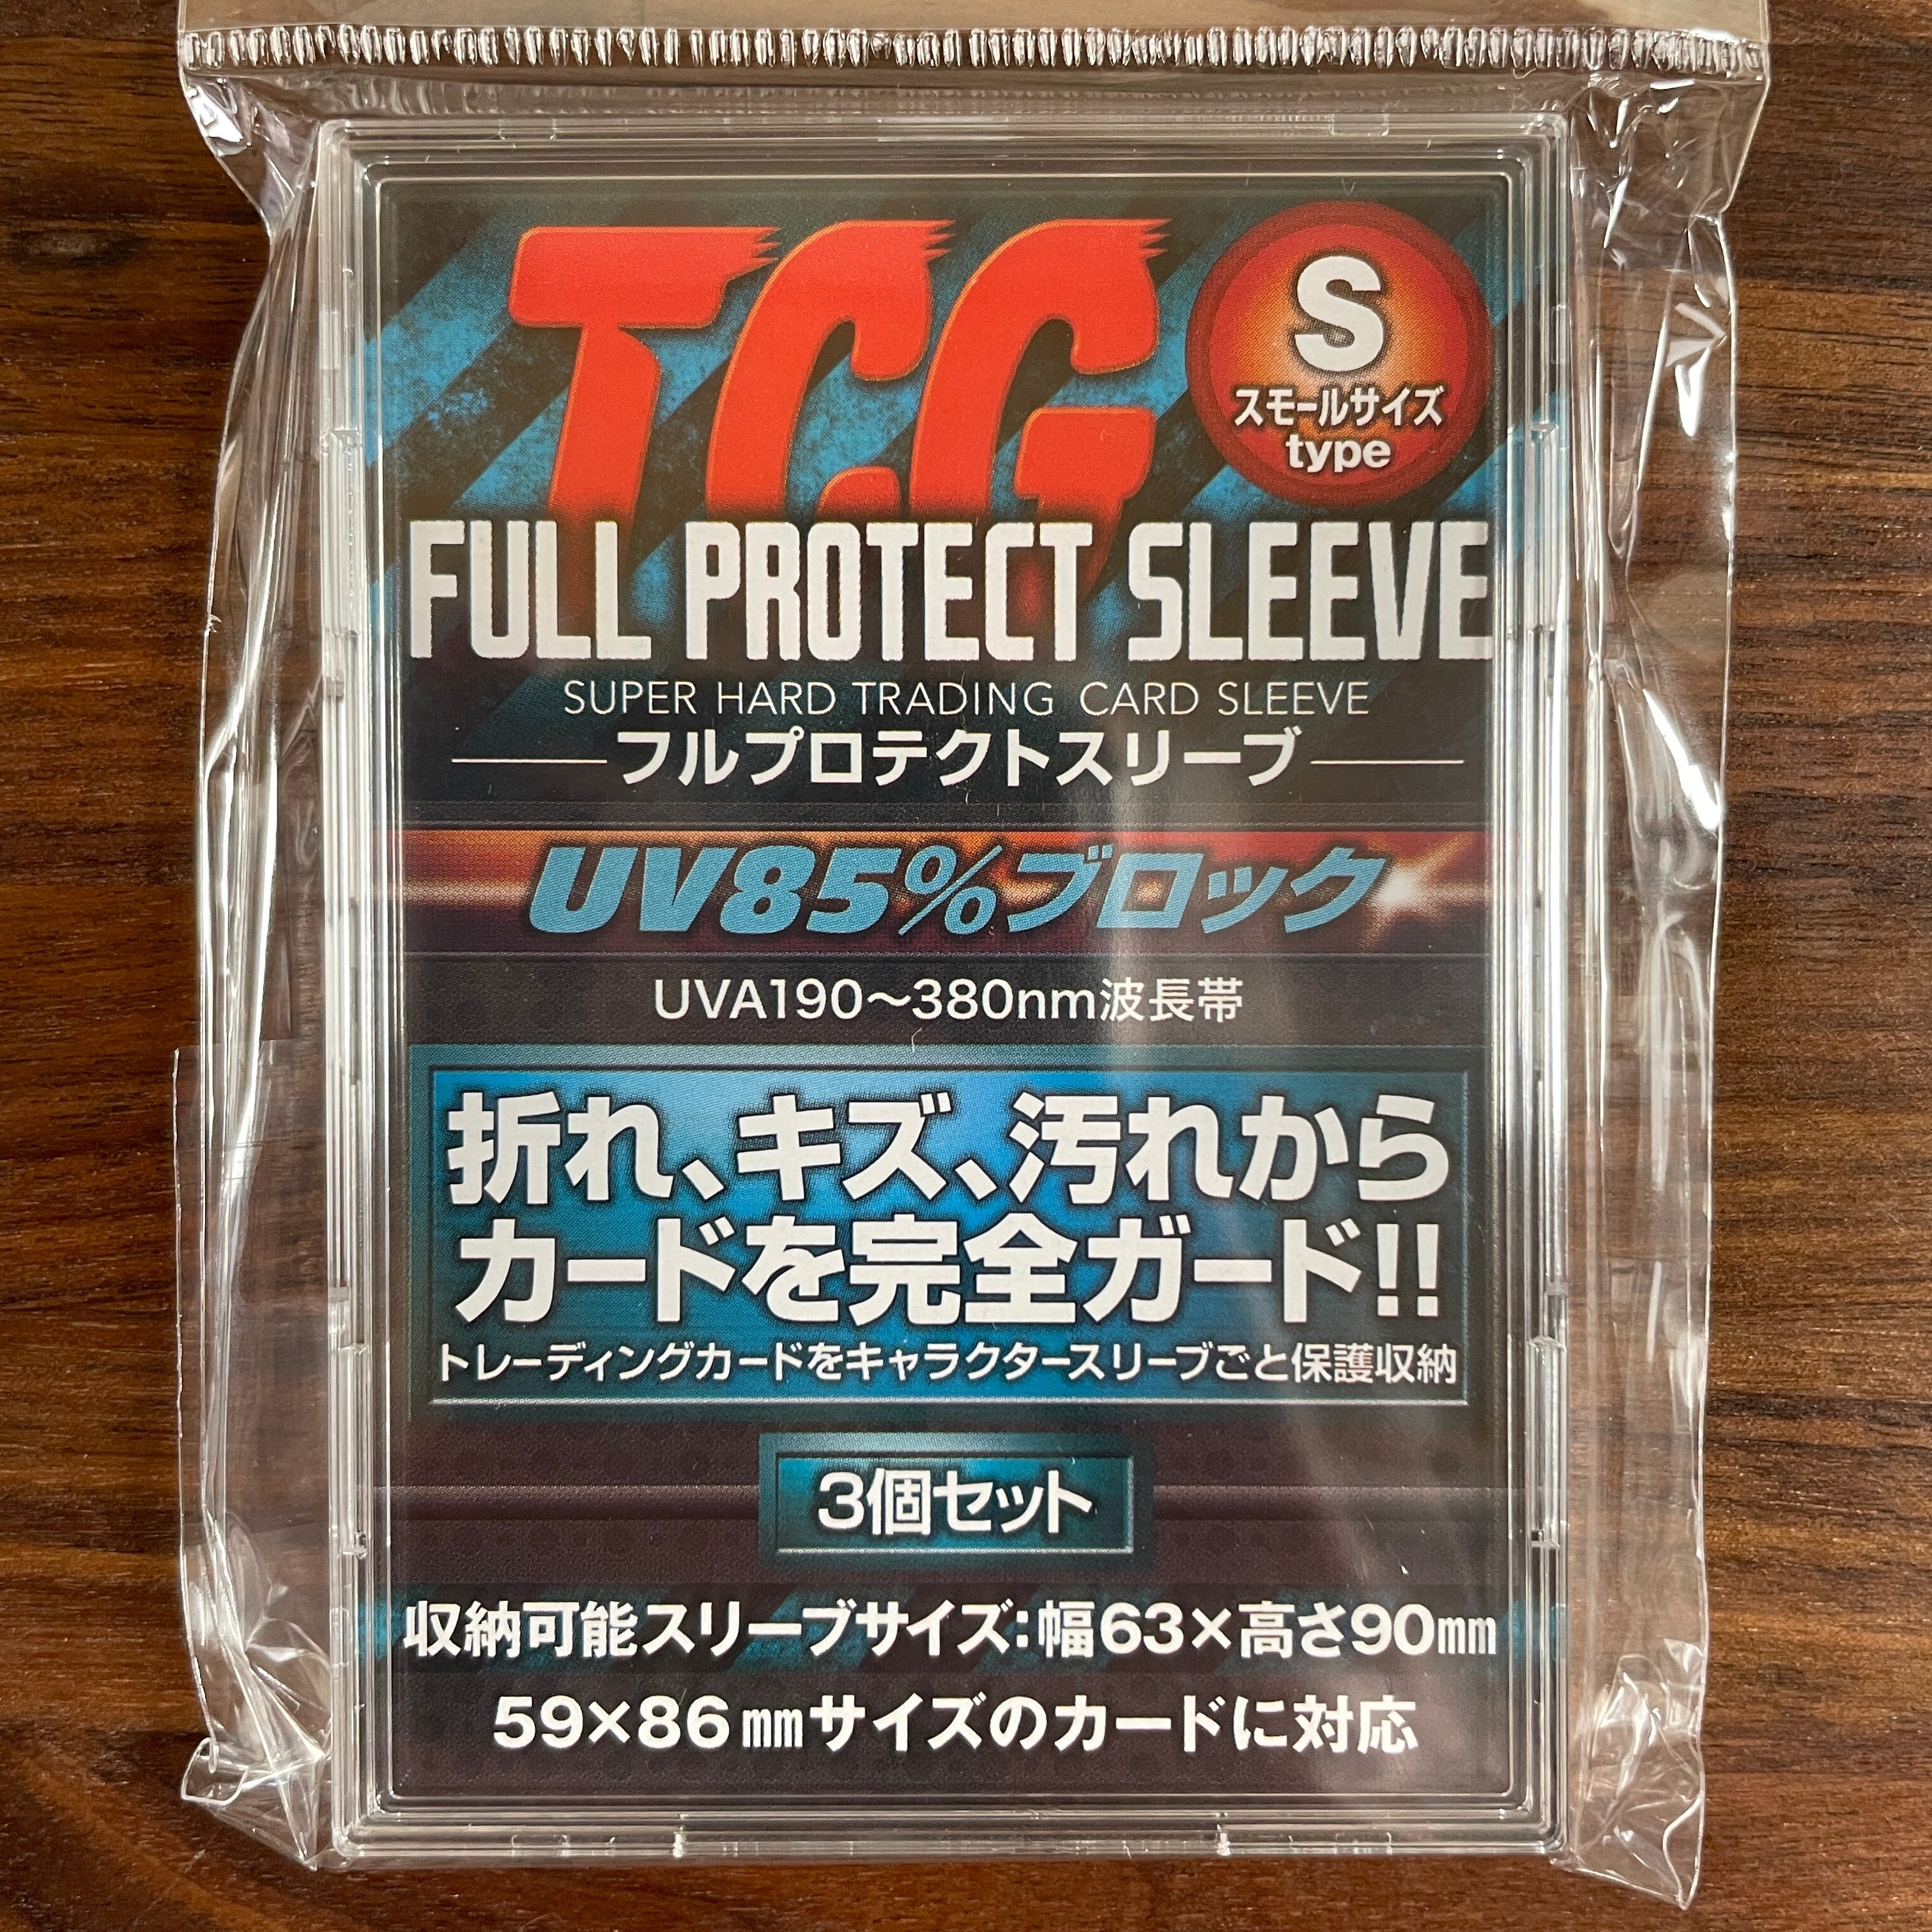 TCG
S
スモールサイズ
type
FULL PROTECT SLEEVE
SUPER HARD TRADING CARD SLEEVE
フルプロテクトスリーブ
UV85%ブロック
UVA190〜380nm波長帯
折れ、キズ、汚れから
カードを完全ガード!!
トレーディングカードをキャラクタースリーブごと保護収納
3個セット
収納可能スリーブサイズ:幅63×高さ90㎜
59×86㎜サイズのカードに対応